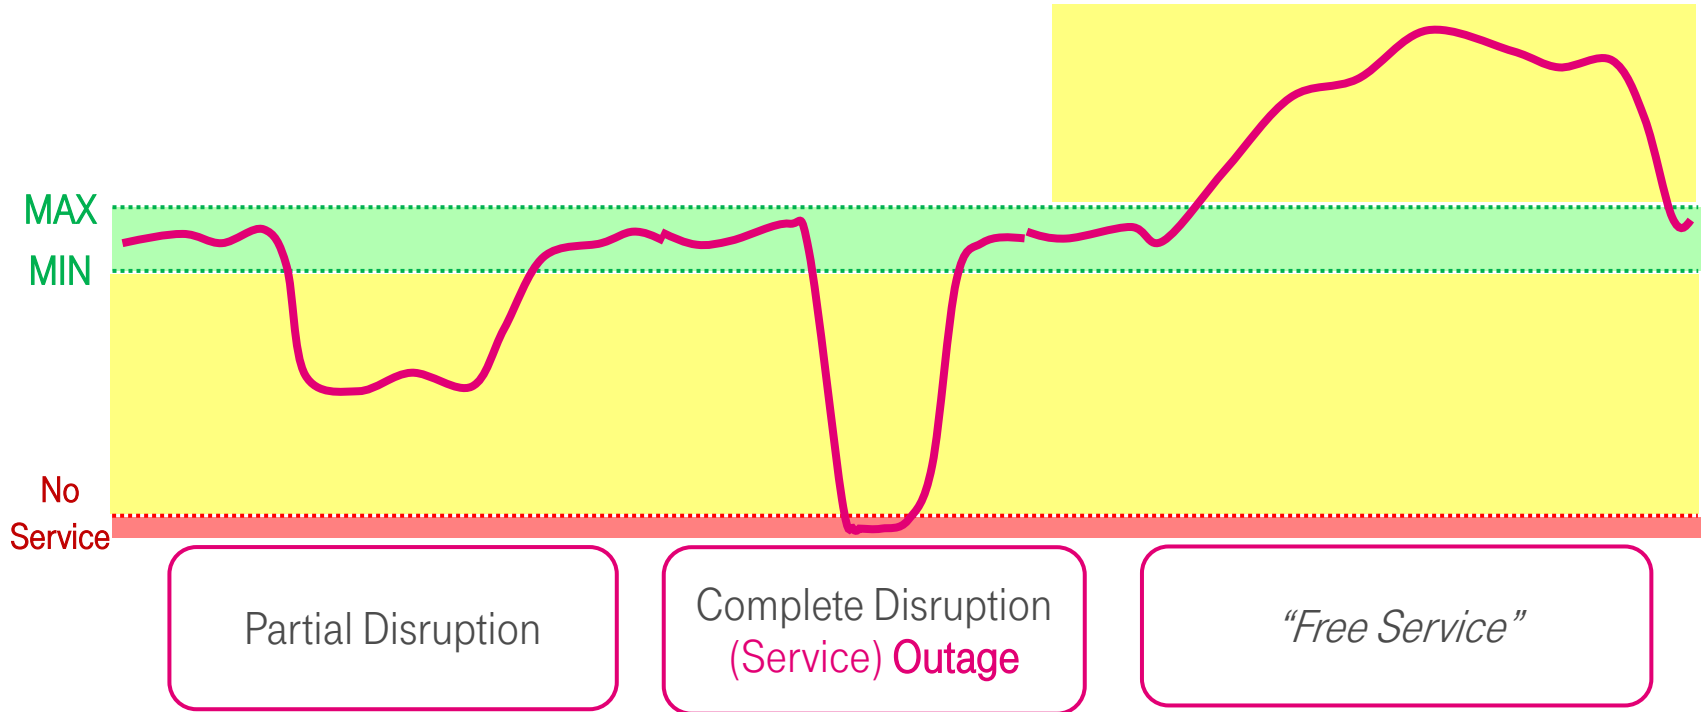 MAX
MIN
No
Service
Partial Disruption
Complete Disruption
(Service) Outage
“Free Service”